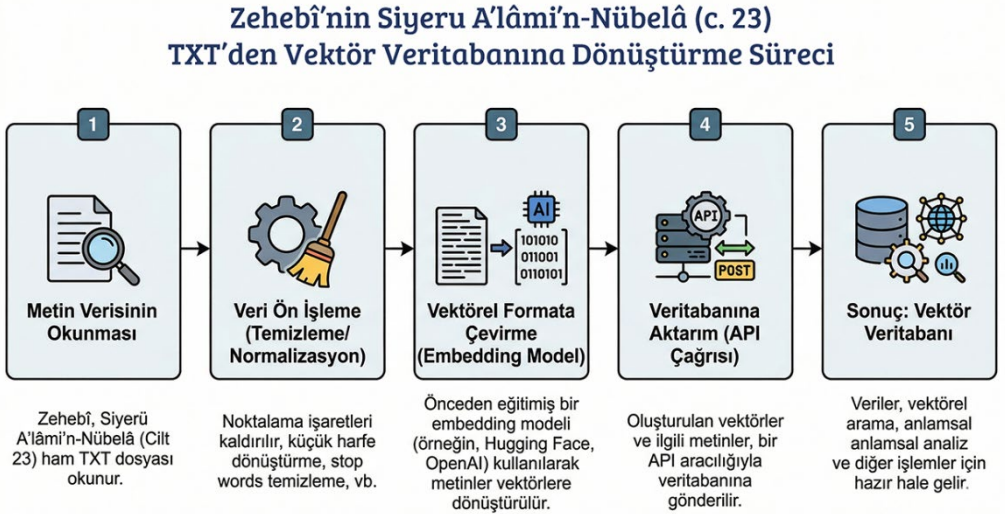 Zehebî'nin Siyeru A'lâmi'n-Nübelâ (c. 23)
TXT'den Vektör Veritabanına Dönüştürme Süreci
1
Metin Verisinin
Okunması
Zehebî, Siyerü
A'lâmi'n-Nübelâ (Cilt
23) ham TXT dosyası
okunur.
2
Veri Ön İşleme
(Temizleme/
Normalizasyon)
Noktalama işaretleri
kaldırılır, küçük harfe
dönüştürme, stop
words temizleme, vb.
3
AI
101010
011001
0110101
Vektörel Formata
Çevirme
(Embedding Model)
Önceden eğitimiş bir
embedding modeli
(örneğin, Hugging Face,
OpenAI) kullanılarak
metinler vektörlere
dönüştürülür.
4
API
POST
Veritabanına
Aktarım (API
Çağrısı)
Oluşturulan vektörler
ve ilgili metinler, bir
API aracılığıyla
veritabanına
gönderilir.
5
Sonuç: Vektör
Veritabanı
Veriler, vektörel
arama, anlamsal
anlamsal analiz
ve diğer işlemler için
hazır hale gelir.